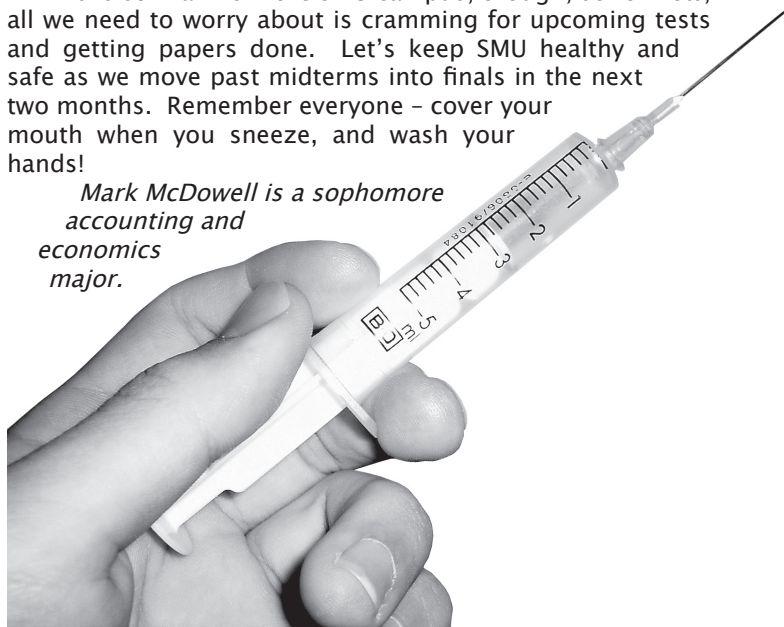 all we need to worry about is cramming for upcoming tests
and getting papers done. Let's keep SMU healthy and
safe as we move past midterms into finals in the next
two months. Remember everyone – cover your
mouth when you sneeze, and wash your
hands!
Mark McDowell is a sophomore
accounting and
economics
major.
1
2
3
4
5 ml
BD